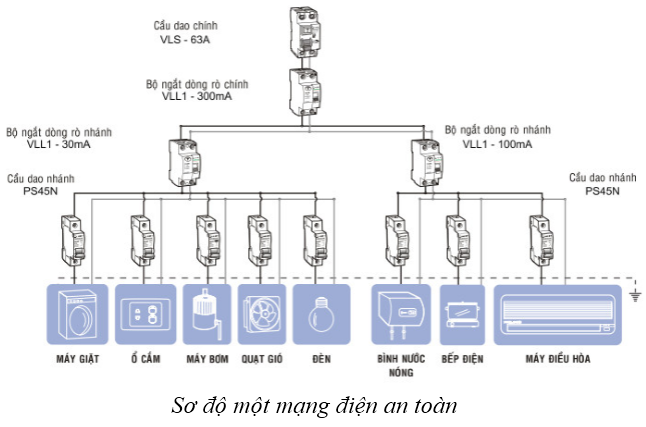 Cầu dao chính
VLS - 63A
Bộ ngắt dòng rò chính
VLL1 - 300mA
Bộ ngắt dòng rò nhánh
VLL1 - 30mA
Bộ ngắt dòng rò nhánh
VLL1 - 100mA
Cầu dao nhánh
PS45N
Cầu dao nhánh
PS45N
MÁY GIẶT
Ổ CẮM
MÁY BƠM
QUẠT GIÓ
ĐÈN
BÌNH NƯỚC
NÓNG
BẾP ĐIỆN
MÁY ĐIỀU HÒA
Sơ độ một mạng điện an toàn